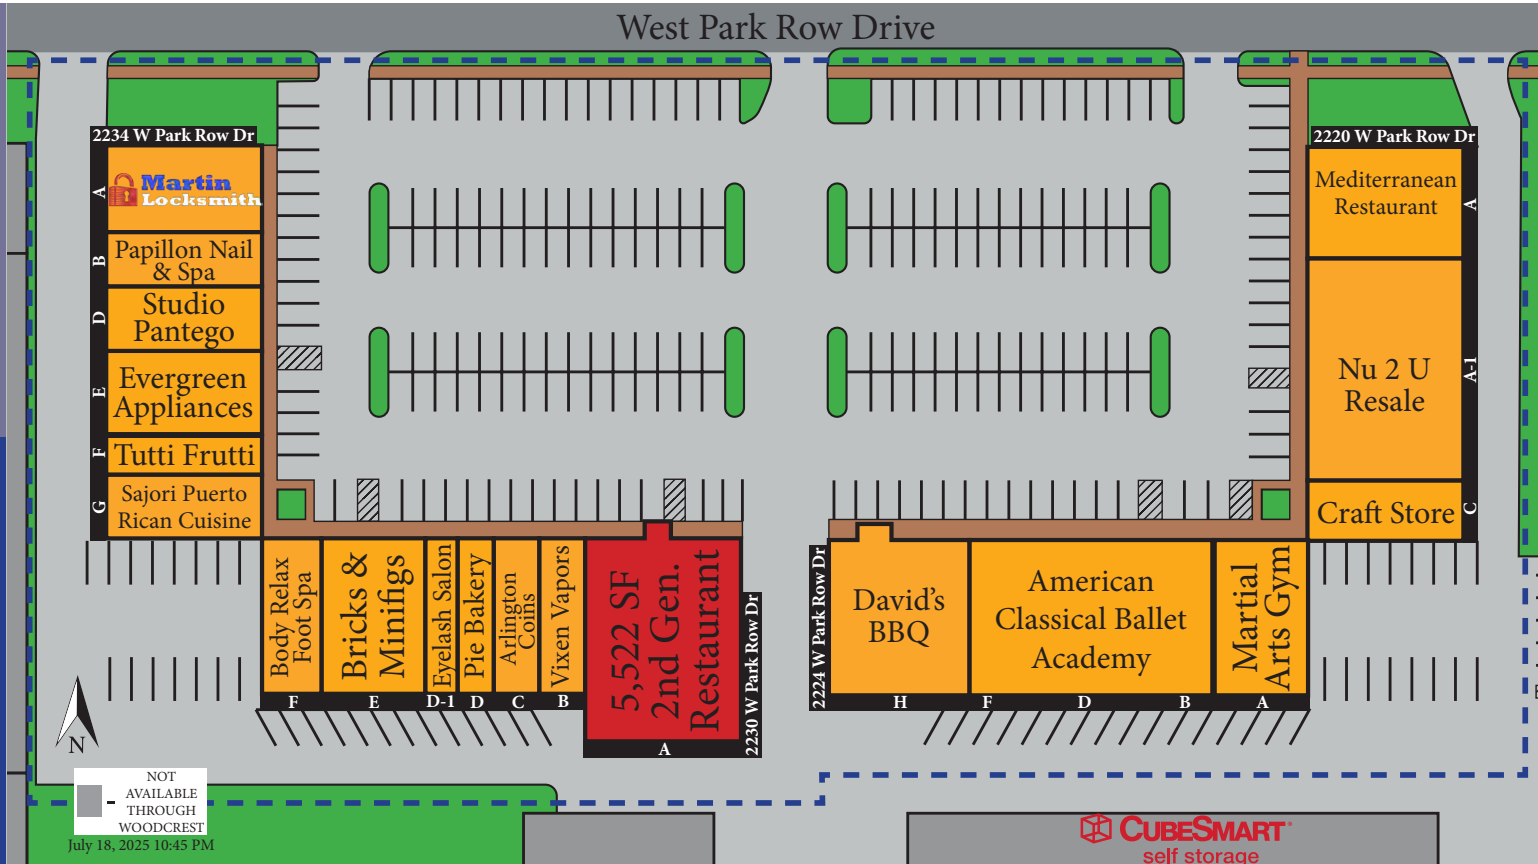 West Park Row Drive
2234 W Park Row Dr
A
Martin
Locksmith
B
Papillon Nail
& Spa
D
Studio
Pantego
E
Evergreen
Appliances
F
Tutti Frutti
G
Sajori Puerto
Rican Cuisine
Body Relax
Foot Spa
F
Bricks &
Minifigs
E
Eyelash Salon
D-1
Pie Bakery
D
Arlington
Coins
C
Vixen Vapors
B
5,522 SF
2nd Gen.
Restaurant
A
2230 W Park Row Dr
2224 W Park Row Dr
David's
BBQ
H
American
Classical Ballet
Academy
F
D
B
Martial
Arts Gym
A
2220 W Park Row Dr
Mediterranean
Restaurant
A
Nu 2 U
Resale
A-1
Craft Store
C
N
NOT
AVAILABLE
THROUGH
WOODCREST
July 18, 2025 10:45 PM
CUBESMART
self storage